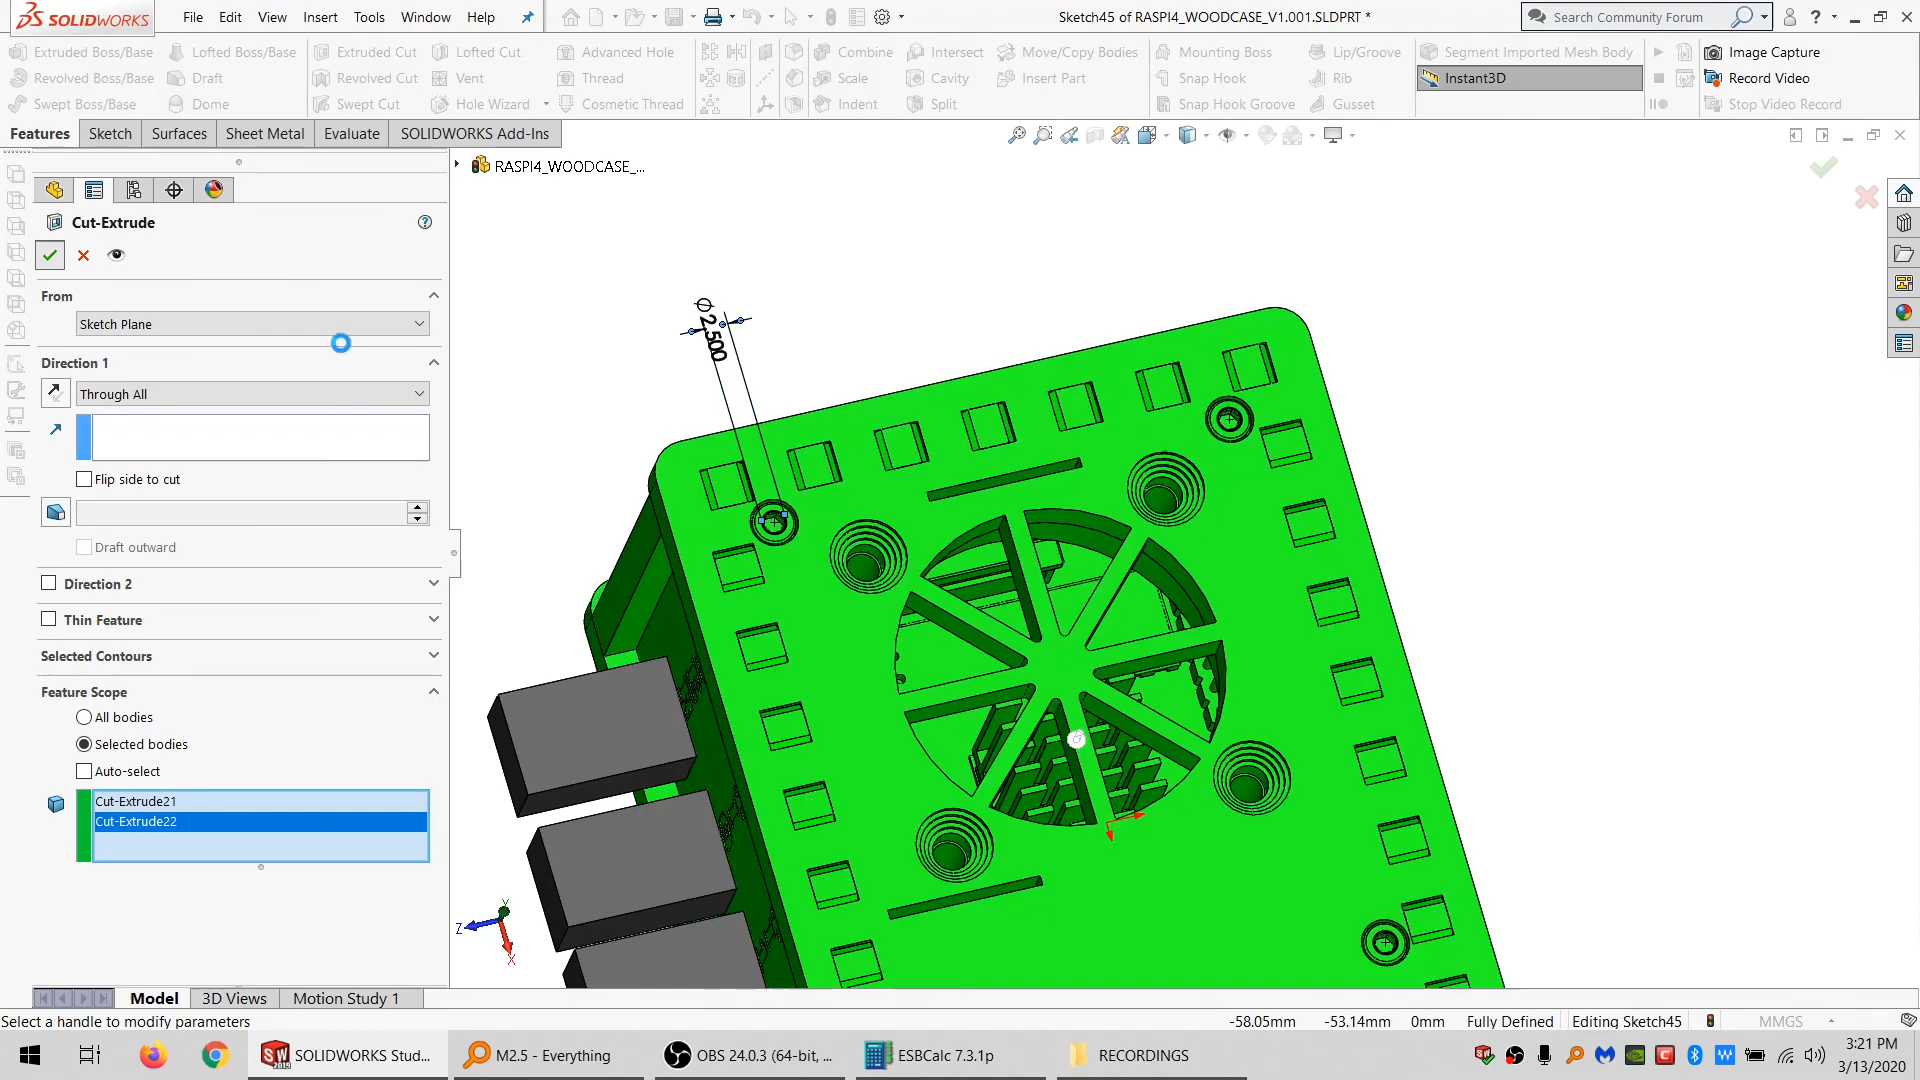 SOLIDWORKS
File Edit View Insert Tools Window Help
Sketch45 of RASPI4_WOODCASE_V1.001.SLDPRT *
Search Community Forum
?
Extruded Boss/Base
Lofted Boss/Base
Extruded Cut
Lofted Cut
Advanced Hole
Combine
Intersect
Move/Copy Bodies
Mounting Boss
Lip/Groove
Segment Imported Mesh Body
Image Capture
Revolved Boss/Base
Draft
Revolved Cut
Vent
Thread
Scale
Cavity
Insert Part
Snap Hook
Rib
Instant3D
Record Video
Swept Boss/Base
Dome
Swept Cut
Hole Wizard
Cosmetic Thread
Indent
Split
Snap Hook Groove
Gusset
Stop Video Record
Features Sketch Surfaces Sheet Metal Evaluate SOLIDWORKS Add-Ins
RASPI4_WOODCASE_...
Cut-Extrude
?
From
Sketch Plane
Direction 1
Through All
Flip side to cut
Draft outward
Direction 2
Thin Feature
Selected Contours
Feature Scope
All bodies
Selected bodies
Auto-select
Cut-Extrude21
Cut-Extrude22
∅2.500
Y
Z
X
Model 3D Views Motion Study 1
Select a handle to modify parameters
-58.05mm -53.14mm 0mm Fully Defined Editing Sketch45 MMGS
SOLIDWORKS Stud...
M2.5 - Everything
OBS 24.0.3 (64-bit, ...
ESBCalc 7.3.1p
RECORDINGS
3:21 PM
3/13/2020